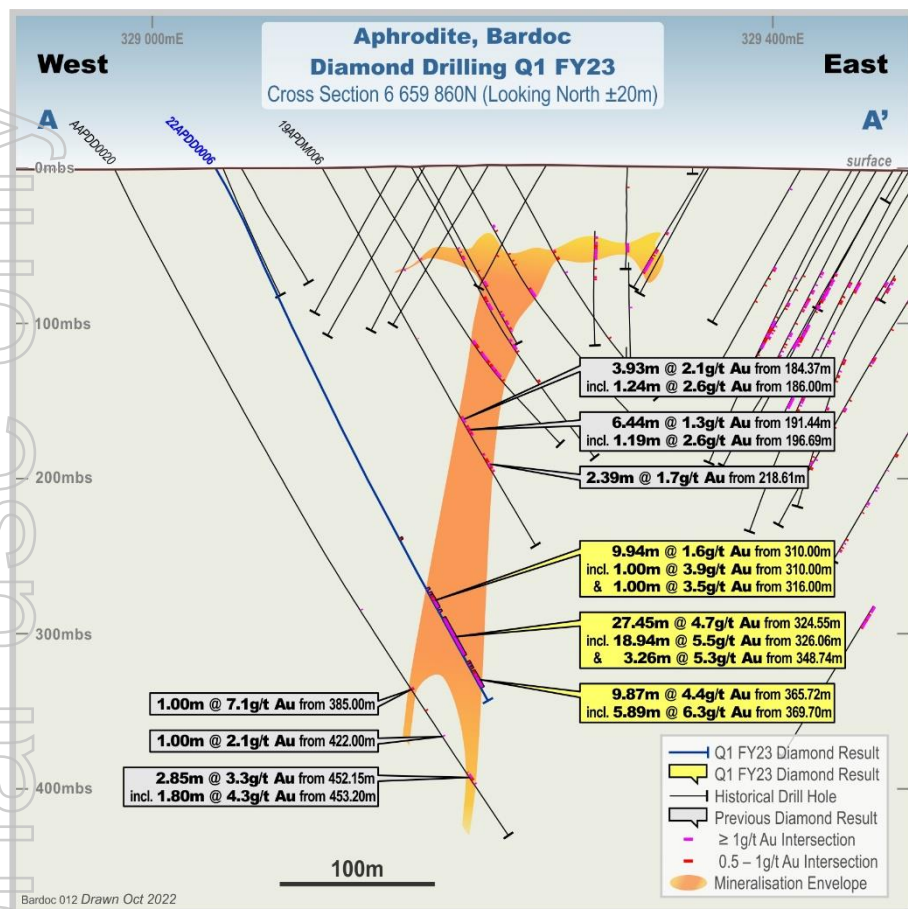 329 000mE
329 400mE
Aphrodite, Bardoc
Diamond Drilling Q1 FY23
Cross Section 6 659 860N (Looking North ±20m)
West
East
A
A'
AAPDD0020
22APDD0006
19APDM006
0mbs
surface
100mbs
3.93m @ 2.1g/t Au from 184.37m
incl. 1.24m @ 2.6g/t Au from 186.00m
6.44m @ 1.3g/t Au from 191.44m
incl. 1.19m @ 2.6g/t Au from 196.69m
200mbs
2.39m @ 1.7g/t Au from 218.61m
9.94m @ 1.6g/t Au from 310.00m
incl. 1.00m @ 3.9g/t Au from 310.00m
& 1.00m @ 3.5g/t Au from 316.00m
300mbs
27.45m @ 4.7g/t Au from 324.55m
incl. 18.94m @ 5.5g/t Au from 326.06m
& 3.26m @ 5.3g/t Au from 348.74m
9.87m @ 4.4g/t Au from 365.72m
incl. 5.89m @ 6.3g/t Au from 369.70m
1.00m @ 7.1g/t Au from 385.00m
1.00m @ 2.1g/t Au from 422.00m
2.85m @ 3.3g/t Au from 452.15m
incl. 1.80m @ 4.3g/t Au from 453.20m
400mbs
Q1 FY23 Diamond Result
Q1 FY23 Diamond Result
Historical Drill Hole
Previous Diamond Result
≥ 1g/t Au Intersection
0.5 – 1g/t Au Intersection
Mineralisation Envelope
100m
Bardoc 012 Drawn Oct 2022